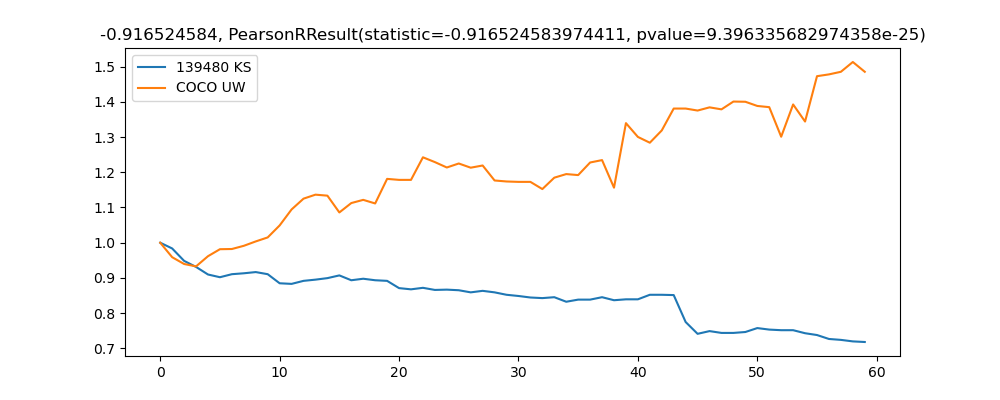 -0.916524584, PearsonRResult(statistic=-0.916524583974411, pvalue=9.396335682974358e-25)
139480 KS
COCO UW
1.5
1.4
1.3
1.2
1.1
1.0
0.9
0.8
0.7
0 10 20 30 40 50 60